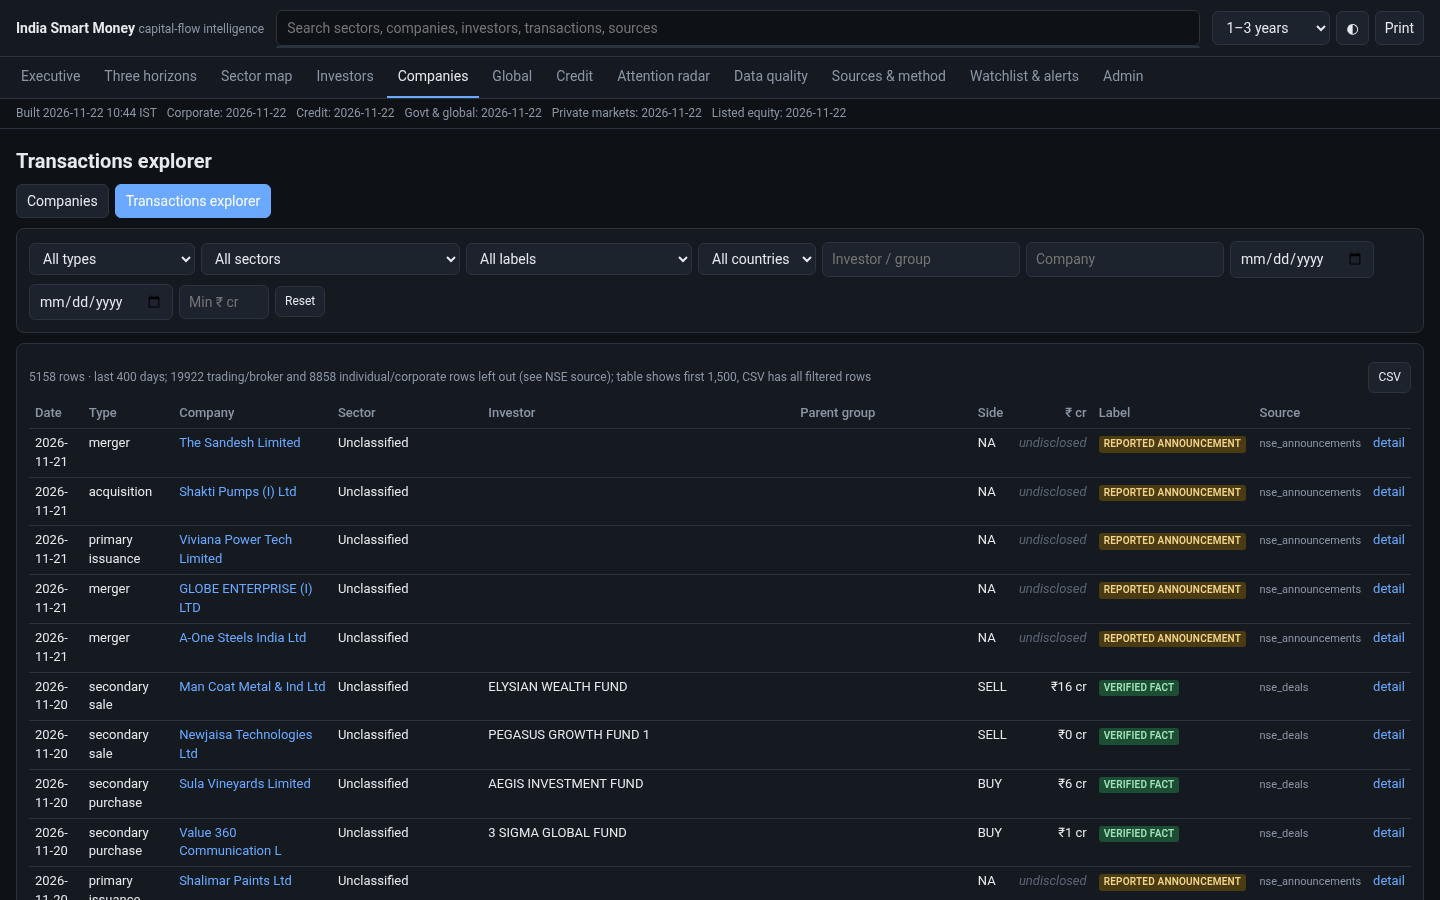 India Smart Money capital-flow intelligence Search sectors, companies, investors, transactions, sources 1–3 years Print
Executive Three horizons Sector map Investors Companies Global Credit Attention radar Data quality Sources & method Watchlist & alerts Admin
Built 2026-11-22 10:44 IST Corporate: 2026-11-22 Credit: 2026-11-22 Govt & global: 2026-11-22 Private markets: 2026-11-22 Listed equity: 2026-11-22
Transactions explorer
Companies Transactions explorer
All types All sectors All labels All countries Investor / group Company mm/dd/yyyy
mm/dd/yyyy Min ₹ cr Reset
5158 rows · last 400 days; 19922 trading/broker and 8858 individual/corporate rows left out (see NSE source); table shows first 1,500, CSV has all filtered rows CSV
Date Type Company Sector Investor Parent group Side ₹ cr Label Source
2026-11-21 merger The Sandesh Limited Unclassified NA undisclosed REPORTED ANNOUNCEMENT nse_announcements detail
2026-11-21 acquisition Shakti Pumps (I) Ltd Unclassified NA undisclosed REPORTED ANNOUNCEMENT nse_announcements detail
2026-11-21 primary issuance Viviana Power Tech Limited Unclassified NA undisclosed REPORTED ANNOUNCEMENT nse_announcements detail
2026-11-21 merger GLOBE ENTERPRISE (I) LTD Unclassified NA undisclosed REPORTED ANNOUNCEMENT nse_announcements detail
2026-11-21 merger A-One Steels India Ltd Unclassified NA undisclosed REPORTED ANNOUNCEMENT nse_announcements detail
2026-11-20 secondary sale Man Coat Metal & Ind Ltd Unclassified ELYSIAN WEALTH FUND SELL ₹16 cr VERIFIED FACT nse_deals detail
2026-11-20 secondary sale Newjaisa Technologies Ltd Unclassified PEGASUS GROWTH FUND 1 SELL ₹0 cr VERIFIED FACT nse_deals detail
2026-11-20 secondary purchase Sula Vineyards Limited Unclassified AEGIS INVESTMENT FUND BUY ₹6 cr VERIFIED FACT nse_deals detail
2026-11-20 secondary purchase Value 360 Communication L Unclassified 3 SIGMA GLOBAL FUND BUY ₹1 cr VERIFIED FACT nse_deals detail
2026-11-20 primary issuance Shalimar Paints Ltd Unclassified NA undisclosed REPORTED ANNOUNCEMENT nse_announcements detail